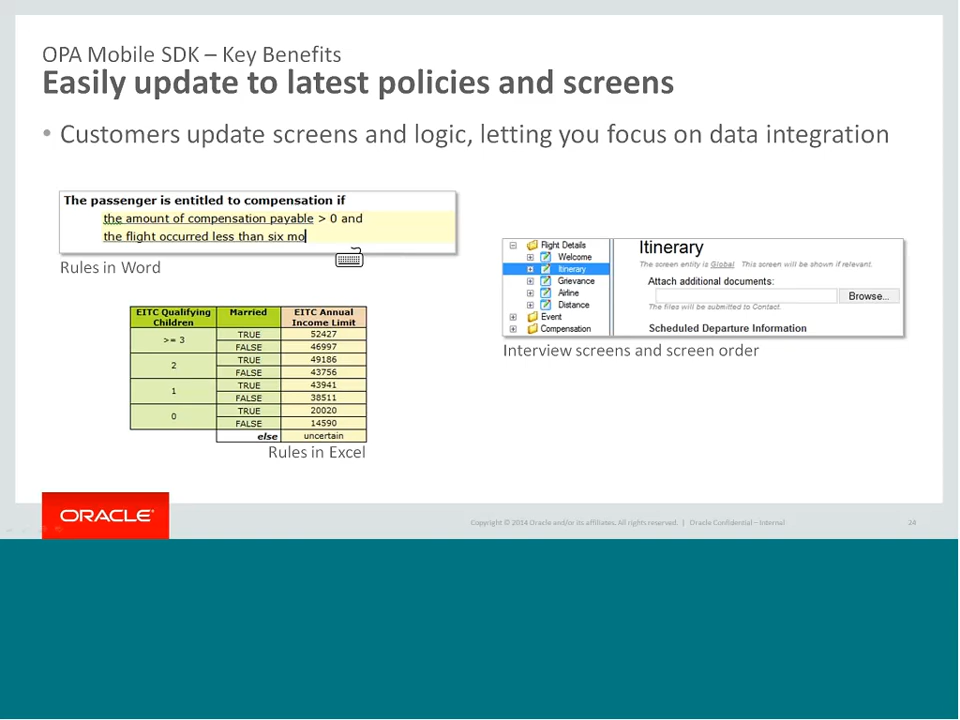 OPA Mobile SDK – Key Benefits
Easily update to latest policies and screens
• Customers update screens and logic, letting you focus on data integration
The passenger is entitled to compensation if
the amount of compensation payable > 0 and
the flight occurred less than six mo
Rules in Word
EITC Qualifying Children Married EITC Annual Income Limit
>= 3 TRUE 52427
FALSE 46997
2 TRUE 49186
FALSE 43756
1 TRUE 43941
FALSE 38511
0 TRUE 20020
FALSE 14590
else uncertain
Rules in Excel
Flight Details
Welcome
Itinerary
Grievance
Airline
Distance
Event
Compensation
Itinerary
The screen entity is Global. This screen will be shown if relevant.
Attach additional documents:
Browse...
The files will be submitted to Contact.
Scheduled Departure Information
Interview screens and screen order
ORACLE®
Copyright © 2014 Oracle and/or its affiliates. All rights reserved. | Oracle Confidential – Internal
24